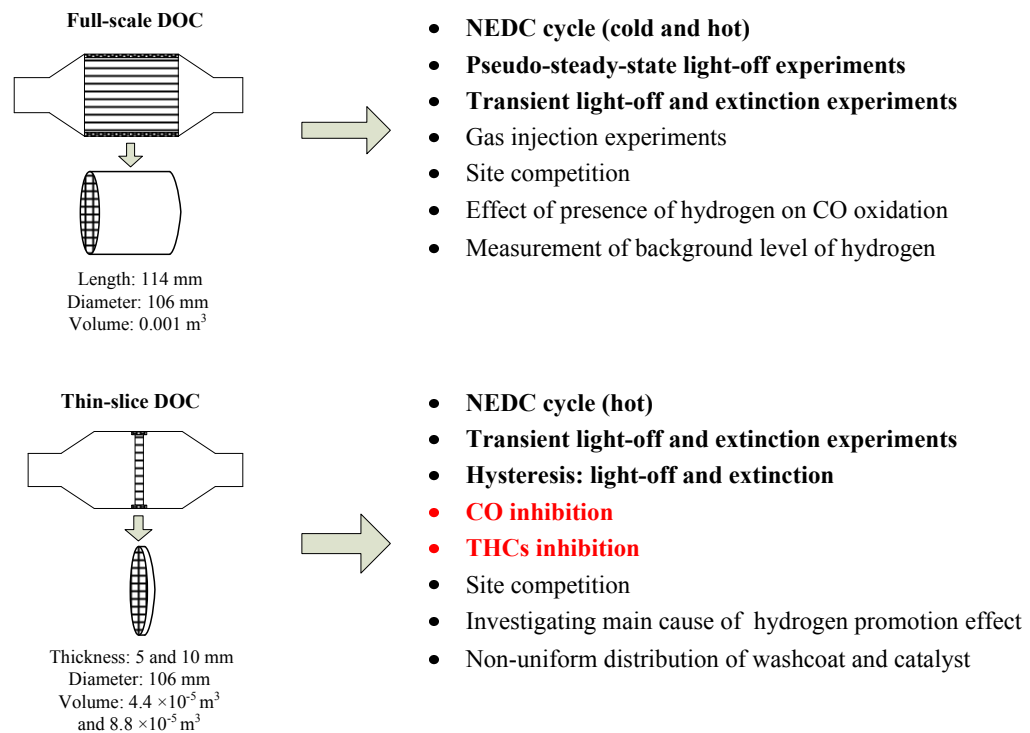 Full-scale DOC
Length: 114 mm
Diameter: 106 mm
Volume: 0.001 m³
• NEDC cycle (cold and hot)
• Pseudo-steady-state light-off experiments
• Transient light-off and extinction experiments
• Gas injection experiments
• Site competition
• Effect of presence of hydrogen on CO oxidation
• Measurement of background level of hydrogen
Thin-slice DOC
Thickness: 5 and 10 mm
Diameter: 106 mm
Volume: 4.4 ×10⁻⁵ m³
and 8.8 ×10⁻⁵ m³
• NEDC cycle (hot)
• Transient light-off and extinction experiments
• Hysteresis: light-off and extinction
• CO inhibition
• THCs inhibition
• Site competition
• Investigating main cause of hydrogen promotion effect
• Non-uniform distribution of washcoat and catalyst